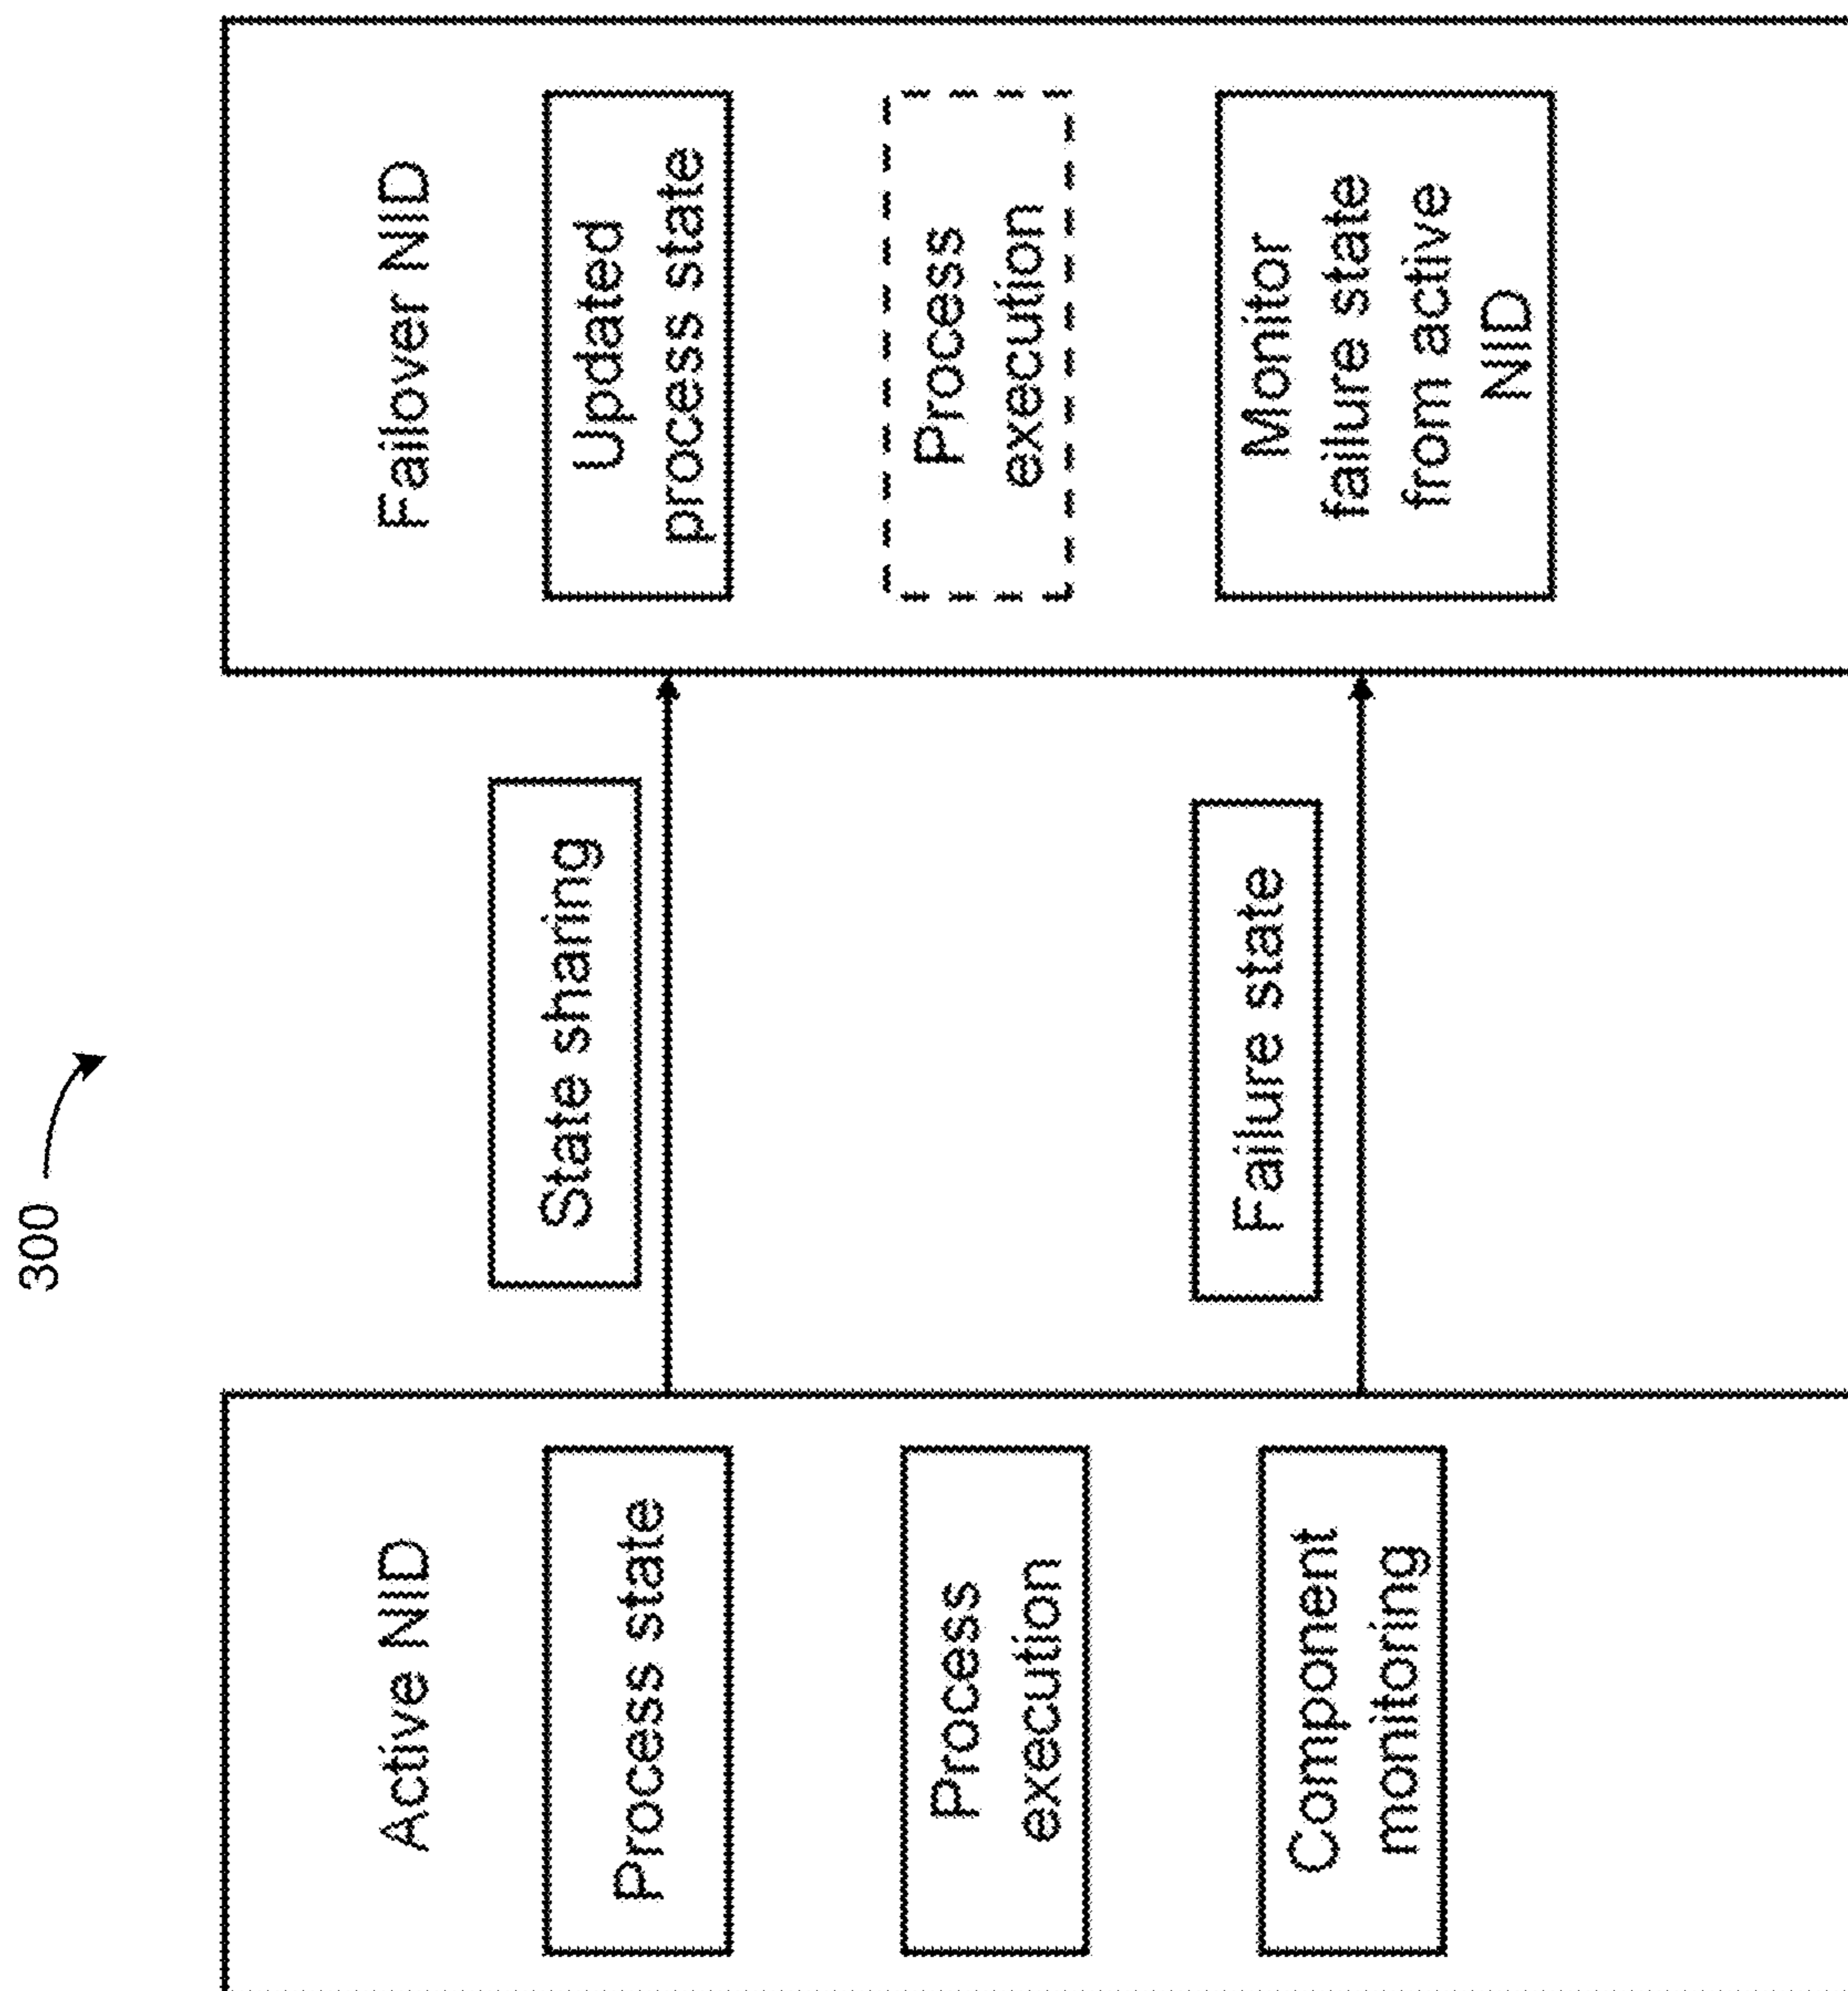 300
Active NID
Process state
Process
execution
Component
monitoring
State sharing
Failure state
Failover NID
Updated
process state
Process
execution
Monitor
failure state
from active
NID